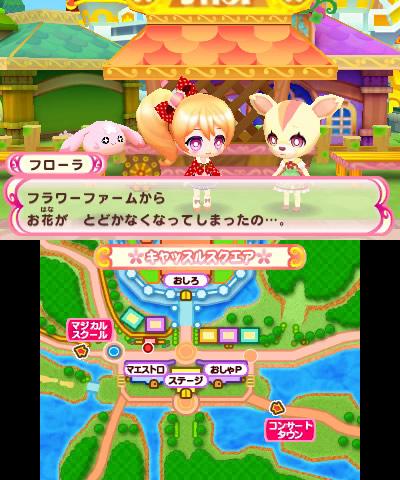 フローラ
フラワーファームから
お花が とどかなくなってしまったの…。
はな
キャッスルスクエア
おしろ
マジカル
スクール
マエストロ
ステージ
おしゃP
コンサート
タウン